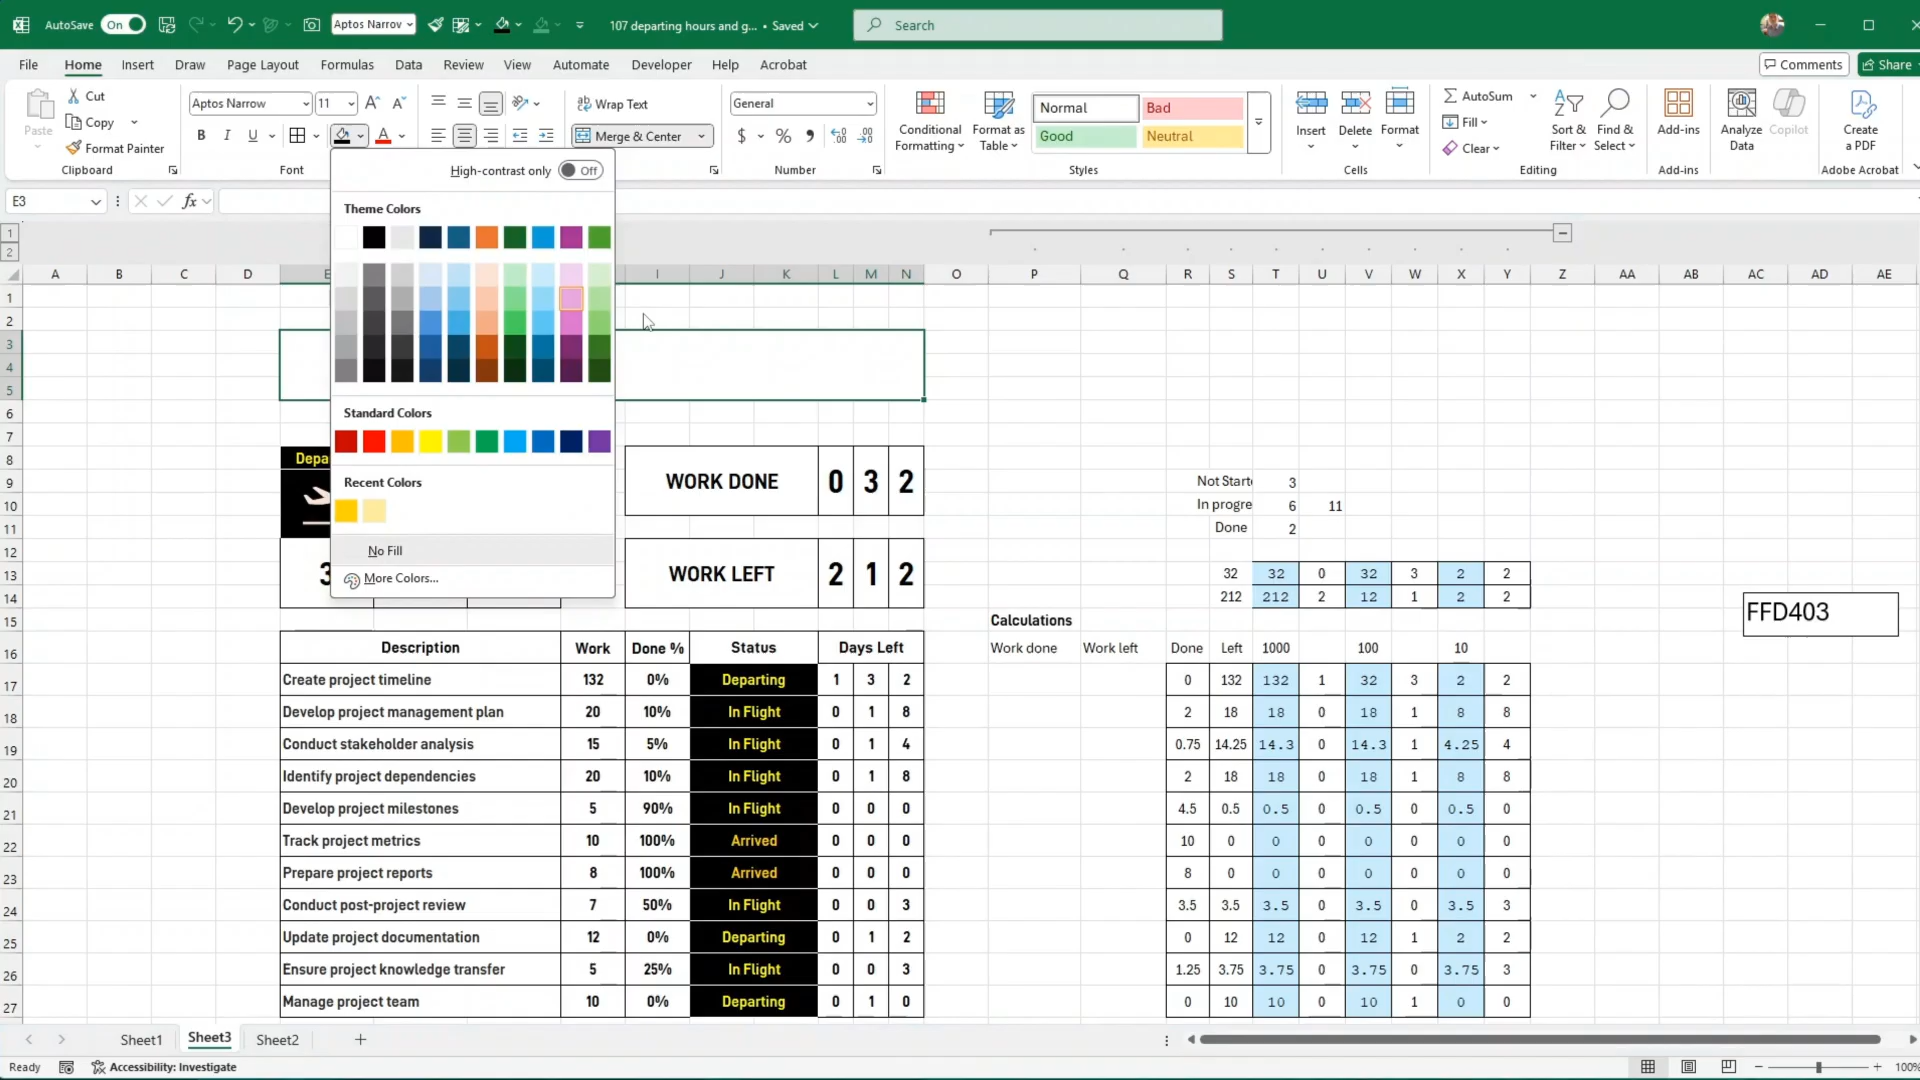 AutoSave On Aptos Narrov 107 departing hours and g... • Saved Search
File Home Insert Draw Page Layout Formulas Data Review View Automate Developer Help Acrobat Comments Share
Paste Cut Copy Format Painter Clipboard
Aptos Narrow 11 A A B I U A Font
Wrap Text Merge & Center
General $ % Number
Conditional Formatting Format as Table Normal Bad Good Neutral Styles
Insert Delete Format Cells
AutoSum Fill Clear Sort & Filter Find & Select Editing
Add-ins Add-ins
Analyze Data Copilot
Create a PDF Adobe Acrobat
E3 fx
High-contrast only Off
Theme Colors
Standard Colors
Recent Colors
No Fill
More Colors...
1
2
A B C D I J K L M N O P Q R S T U V W X Y Z AA AB AC AD AE
1
2
3
4
5
6
7
8 Depa
9 WORK DONE 0 3 2 Not Start 3
10 In progre 6 11
11 Done 2
12
13 3 WORK LEFT 2 1 2 32 32 0 32 3 2 2
14 212 212 2 12 1 2 2
FFD403
15 Calculations
16 Description Work Done % Status Days Left Work done Work left Done Left 1000 100 10
17 Create project timeline 132 0% Departing 1 3 2 0 132 132 1 32 3 2 2
18 Develop project management plan 20 10% In Flight 0 1 8 2 18 18 0 18 1 8 8
19 Conduct stakeholder analysis 15 5% In Flight 0 1 4 0.75 14.25 14.3 0 14.3 1 4.25 4
20 Identify project dependencies 20 10% In Flight 0 1 8 2 18 18 0 18 1 8 8
21 Develop project milestones 5 90% In Flight 0 0 0 4.5 0.5 0.5 0 0.5 0 0.5 0
22 Track project metrics 10 100% Arrived 0 0 0 10 0 0 0 0 0 0 0
23 Prepare project reports 8 100% Arrived 0 0 0 8 0 0 0 0 0 0 0
24 Conduct post-project review 7 50% In Flight 0 0 3 3.5 3.5 3.5 0 3.5 0 3.5 3
25 Update project documentation 12 0% Departing 0 1 2 0 12 12 0 12 1 2 2
26 Ensure project knowledge transfer 5 25% In Flight 0 0 3 1.25 3.75 3.75 0 3.75 0 3.75 3
27 Manage project team 10 0% Departing 0 1 0 0 10 10 0 10 1 0 0
Sheet1 Sheet3 Sheet2
Ready Accessibility: Investigate 100%